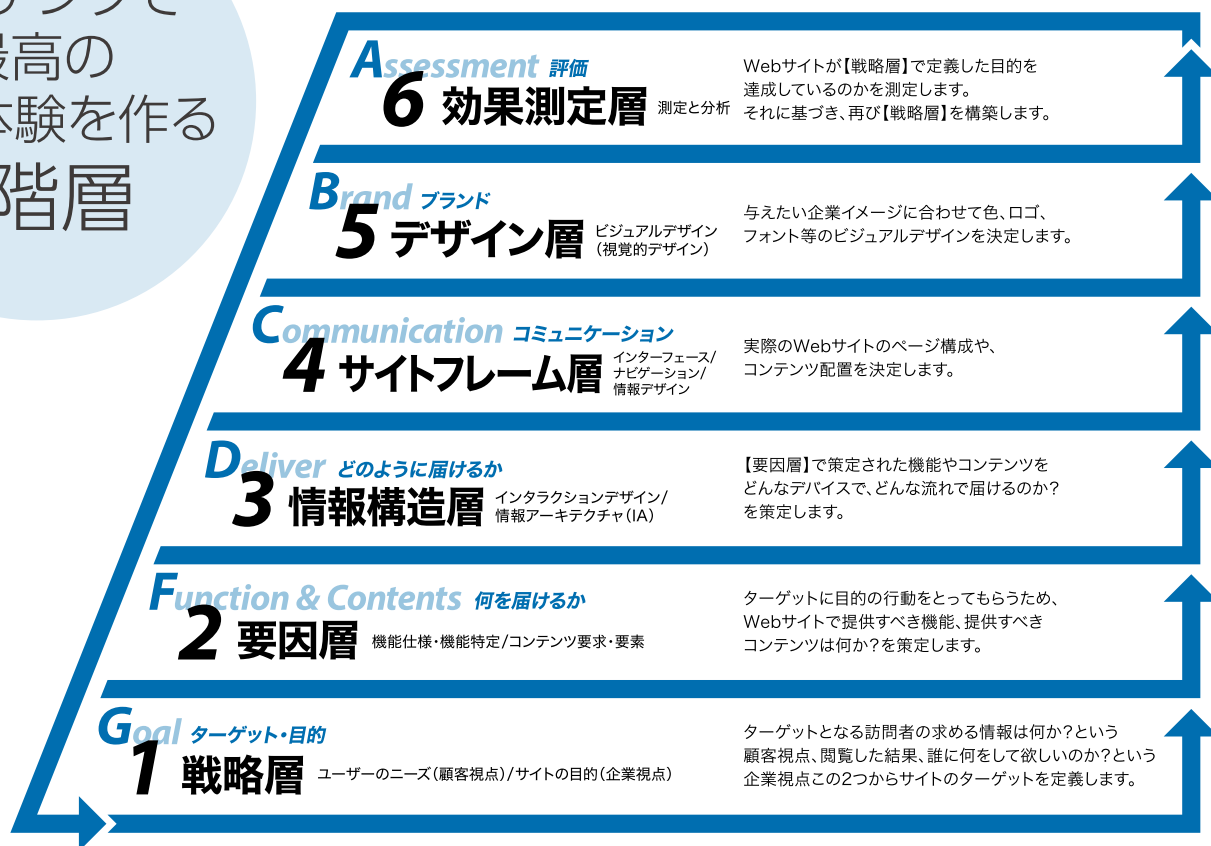 最高の
体験を作る
階層
Assessment 評価
6 効果測定層 測定と分析
Webサイトが【戦略層】で定義した目的を
達成しているのかを測定します。
それに基づき、再び【戦略層】を構築します。
Brand ブランド
5 デザイン層 ビジュアルデザイン
（視覚的デザイン）
与えたい企業イメージに合わせて色、ロゴ、
フォント等のビジュアルデザインを決定します。
Communication コミュニケーション
4 サイトフレーム層 インターフェース/
ナビゲーション/
情報デザイン
実際のWebサイトのページ構成や、
コンテンツ配置を決定します。
Deliver どのように届けるか
3 情報構造層 インタラクションデザイン/
情報アーキテクチャ（IA）
【要因層】で策定された機能やコンテンツを
どんなデバイスで、どんな流れで届けるのか？
を策定します。
Function & Contents 何を届けるか
2 要因層 機能仕様・機能特定/コンテンツ要求・要素
ターゲットに目的の行動をとってもらうため、
Webサイトで提供すべき機能、提供すべき
コンテンツは何か？を策定します。
Goal ターゲット・目的
1 戦略層 ユーザーのニーズ（顧客視点）/サイトの目的（企業視点）
ターゲットとなる訪問者の求める情報は何か？という
顧客視点、閲覧した結果、誰に何をして欲しいのか？という
企業視点この2つからサイトのターゲットを定義します。